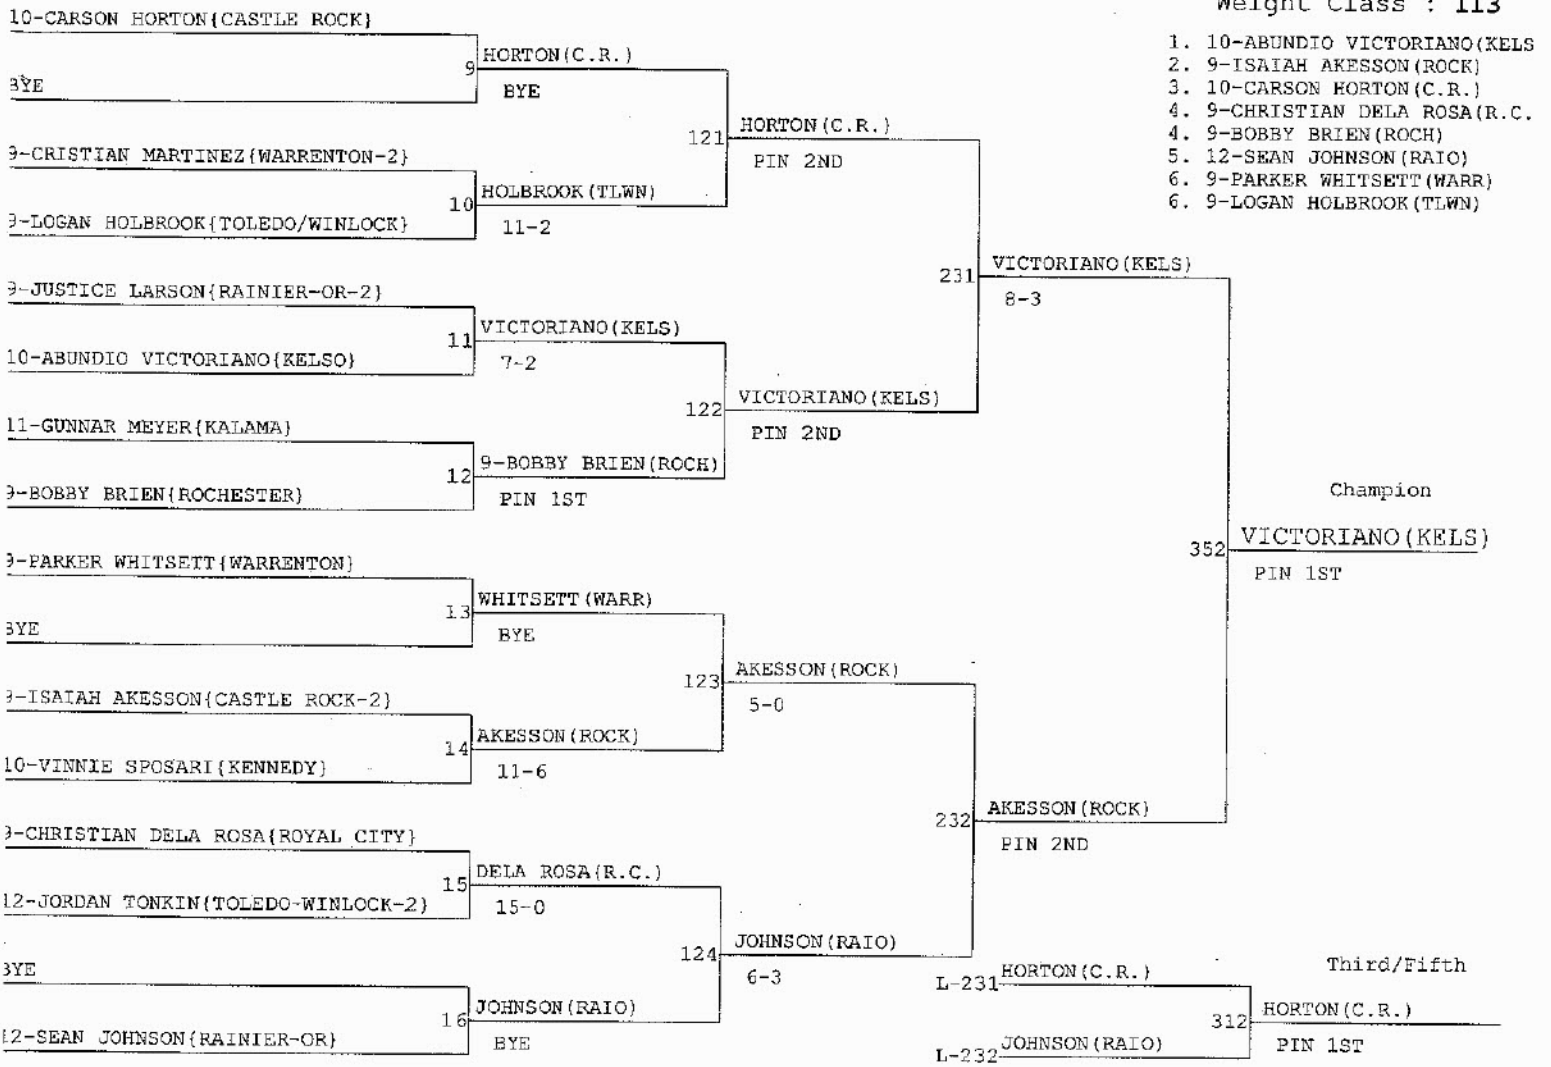 Weight Class : 113
1. 10-ABUNDIO VICTORIANO(KELS
2. 9-ISAIAH AKESSON(ROCK)
3. 10-CARSON HORTON(C.R.)
4. 9-CHRISTIAN DELA ROSA(R.C.
4. 9-BOBBY BRIEN(ROCH)
5. 12-SEAN JOHNSON(RAIO)
6. 9-PARKER WHITSETT(WARR)
6. 9-LOGAN HOLBROOK(TLWN)
10-CARSON HORTON{CASTLE ROCK}
HORTON(C.R.)
9
BYE
BYE
HORTON(C.R.)
121
PIN 2ND
9-CRISTIAN MARTINEZ{WARRENTON-2}
HOLBROOK(TLWN)
10
9-LOGAN HOLBROOK{TOLEDO/WINLOCK}
11-2
VICTORIANO(KELS)
231
8-3
9-JUSTICE LARSON{RAINIER-OR-2}
VICTORIANO(KELS)
11
10-ABUNDIO VICTORIANO{KELSO}
7-2
VICTORIANO(KELS)
122
PIN 2ND
11-GUNNAR MEYER{KALAMA}
9-BOBBY BRIEN(ROCH)
12
9-BOBBY BRIEN{ROCHESTER}
PIN 1ST
Champion
VICTORIANO(KELS)
352
PIN 1ST
9-PARKER WHITSETT{WARRENTON}
WHITSETT(WARR)
13
BYE
BYE
AKESSON(ROCK)
123
5-0
9-ISAIAH AKESSON{CASTLE ROCK-2}
AKESSON(ROCK)
14
10-VINNIE SPOSARI{KENNEDY}
11-6
AKESSON(ROCK)
232
PIN 2ND
9-CHRISTIAN DELA ROSA{ROYAL CITY}
DELA ROSA(R.C.)
15
12-JORDAN TONKIN{TOLEDO-WINLOCK-2}
15-0
JOHNSON(RAIO)
124
6-3
BYE
JOHNSON(RAIO)
16
12-SEAN JOHNSON{RAINIER-OR}
BYE
Third/Fifth
HORTON(C.R.)
L-231
HORTON(C.R.)
312
JOHNSON(RAIO)
PIN 1ST
L-232